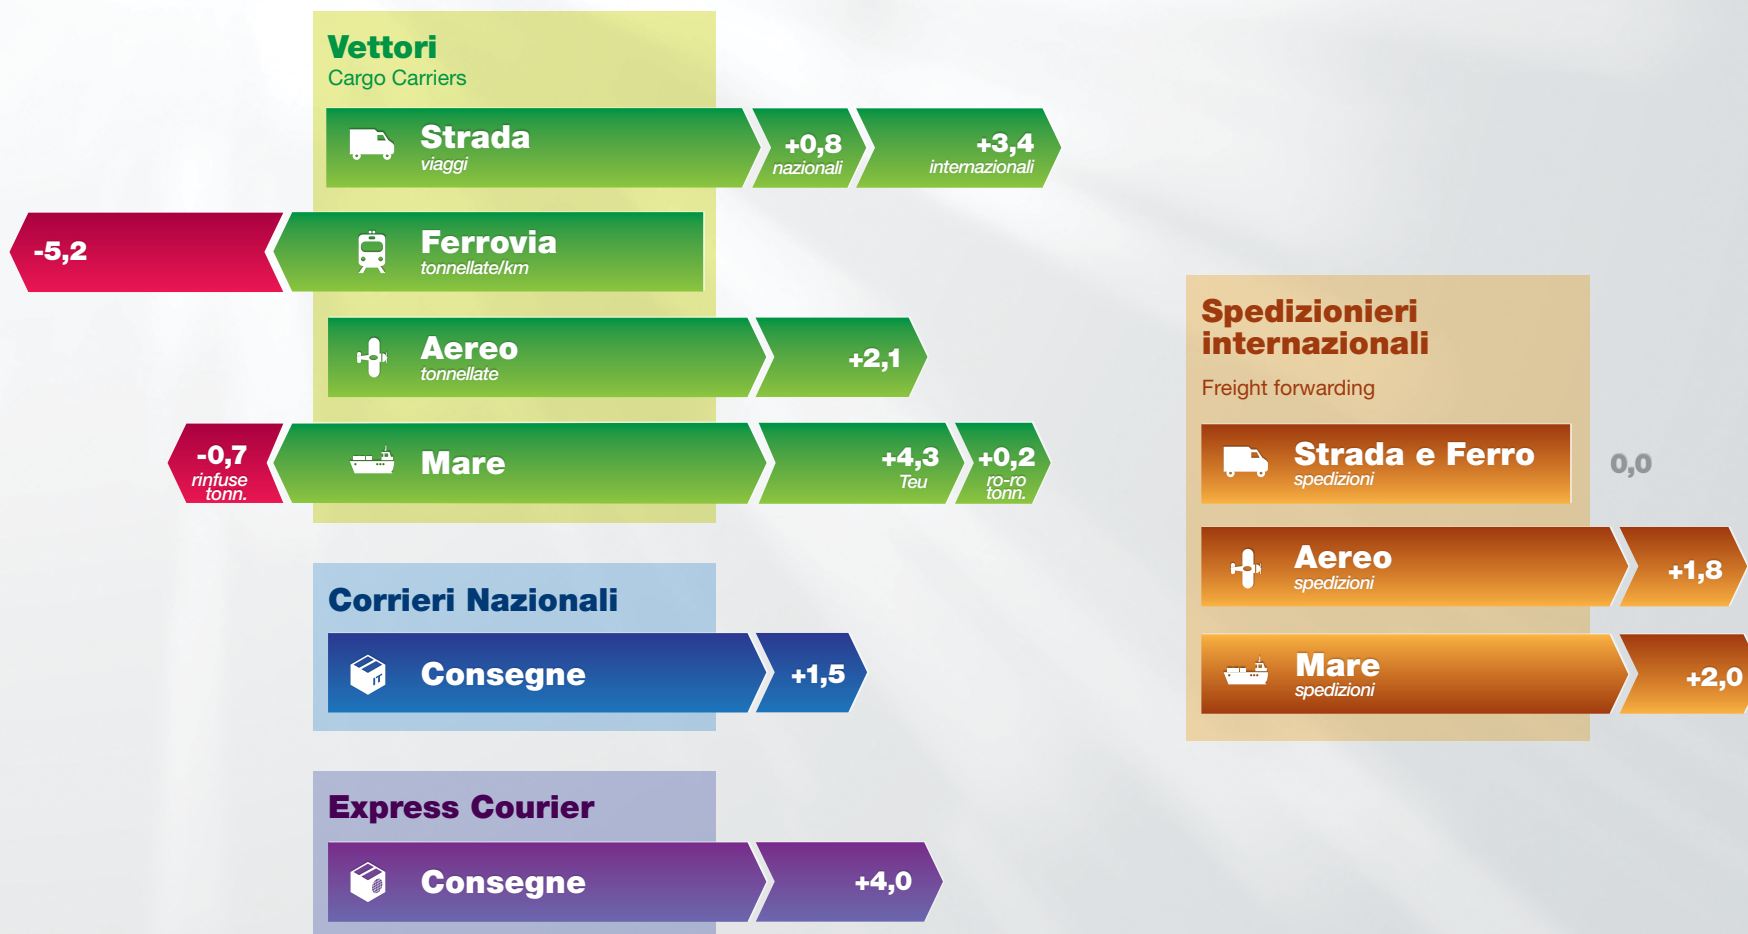 Vettori
Cargo Carriers
Strada
viaggi
+0,8
nazionali
+3,4
internazionali
-5,2
Ferrovia
tonnellate/km
Aereo
tonnellate
+2,1
-0,7
rinfuse
tonn.
Mare
+4,3
Teu
+0,2
ro-ro
tonn.
Corrieri Nazionali
IT
Consegne
+1,5
Express Courier
Consegne
+4,0
Spedizionieri
internazionali
Freight forwarding
Strada e Ferro
spedizioni
0,0
Aereo
spedizioni
+1,8
Mare
spedizioni
+2,0